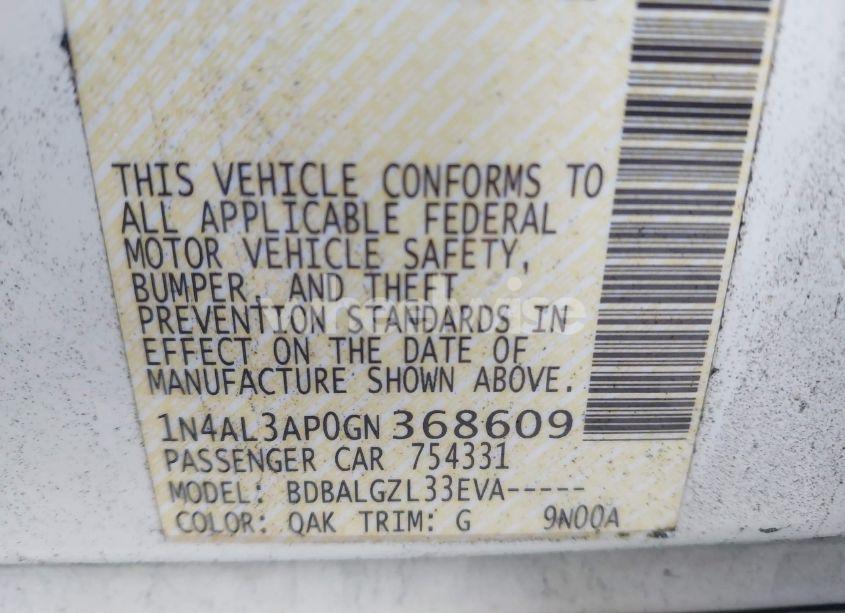 THIS VEHICLE CONFORMS TO
ALL APPLICABLE FEDERAL
MOTOR VEHICLE SAFETY,
BUMPER, AND THEFT
PREVENTION STANDARDS IN
EFFECT ON THE DATE OF
MANUFACTURE SHOWN ABOVE.
1N4AL3AP0GN368609
PASSENGER CAR 754331
MODEL: BDBALGZL33EVA-----
COLOR: QAK TRIM: G 9N00A